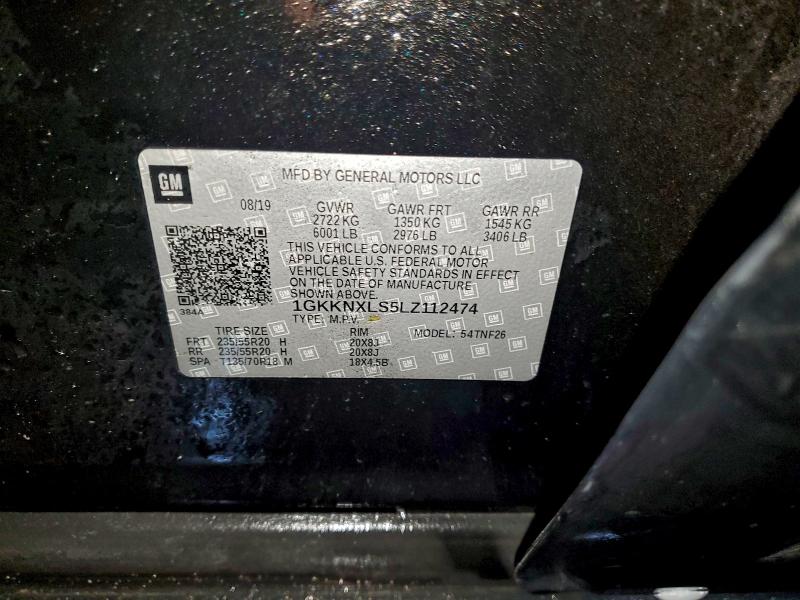 GM
MFD BY GENERAL MOTORS LLC
08/19
GVWR GAWR FRT GAWR RR
2722 KG 1350 KG 1545 KG
6001 LB 2976 LB 3406 LB
THIS VEHICLE CONFORMS TO ALL
APPLICABLE U.S. FEDERAL MOTOR
VEHICLE SAFETY STANDARDS IN EFFECT
ON THE DATE OF MANUFACTURE
SHOWN ABOVE.
384A
1GKKNXLS5LZ112474
TYPE: M.P.V.
TIRE SIZE RIM MODEL: 54TNF26
FRT 235/55R20 H 20X8J
RR 235/55R20 H 20X8J
SPA T135/70R18 M 18X4.5B